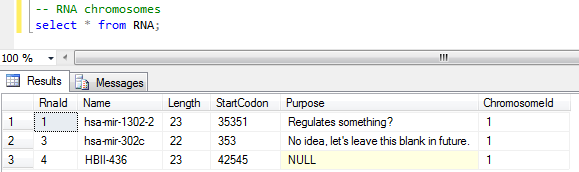 -- RNA chromosomes
select * from RNA;
100 %
Results Messages
RnaId Name Length StartCodon Purpose ChromosomeId
1 1 hsa-mir-1302-2 23 35351 Regulates something? 1
2 3 hsa-mir-302c 22 353 No idea, let's leave this blank in future. 1
3 4 HBII-436 23 42545 NULL 1